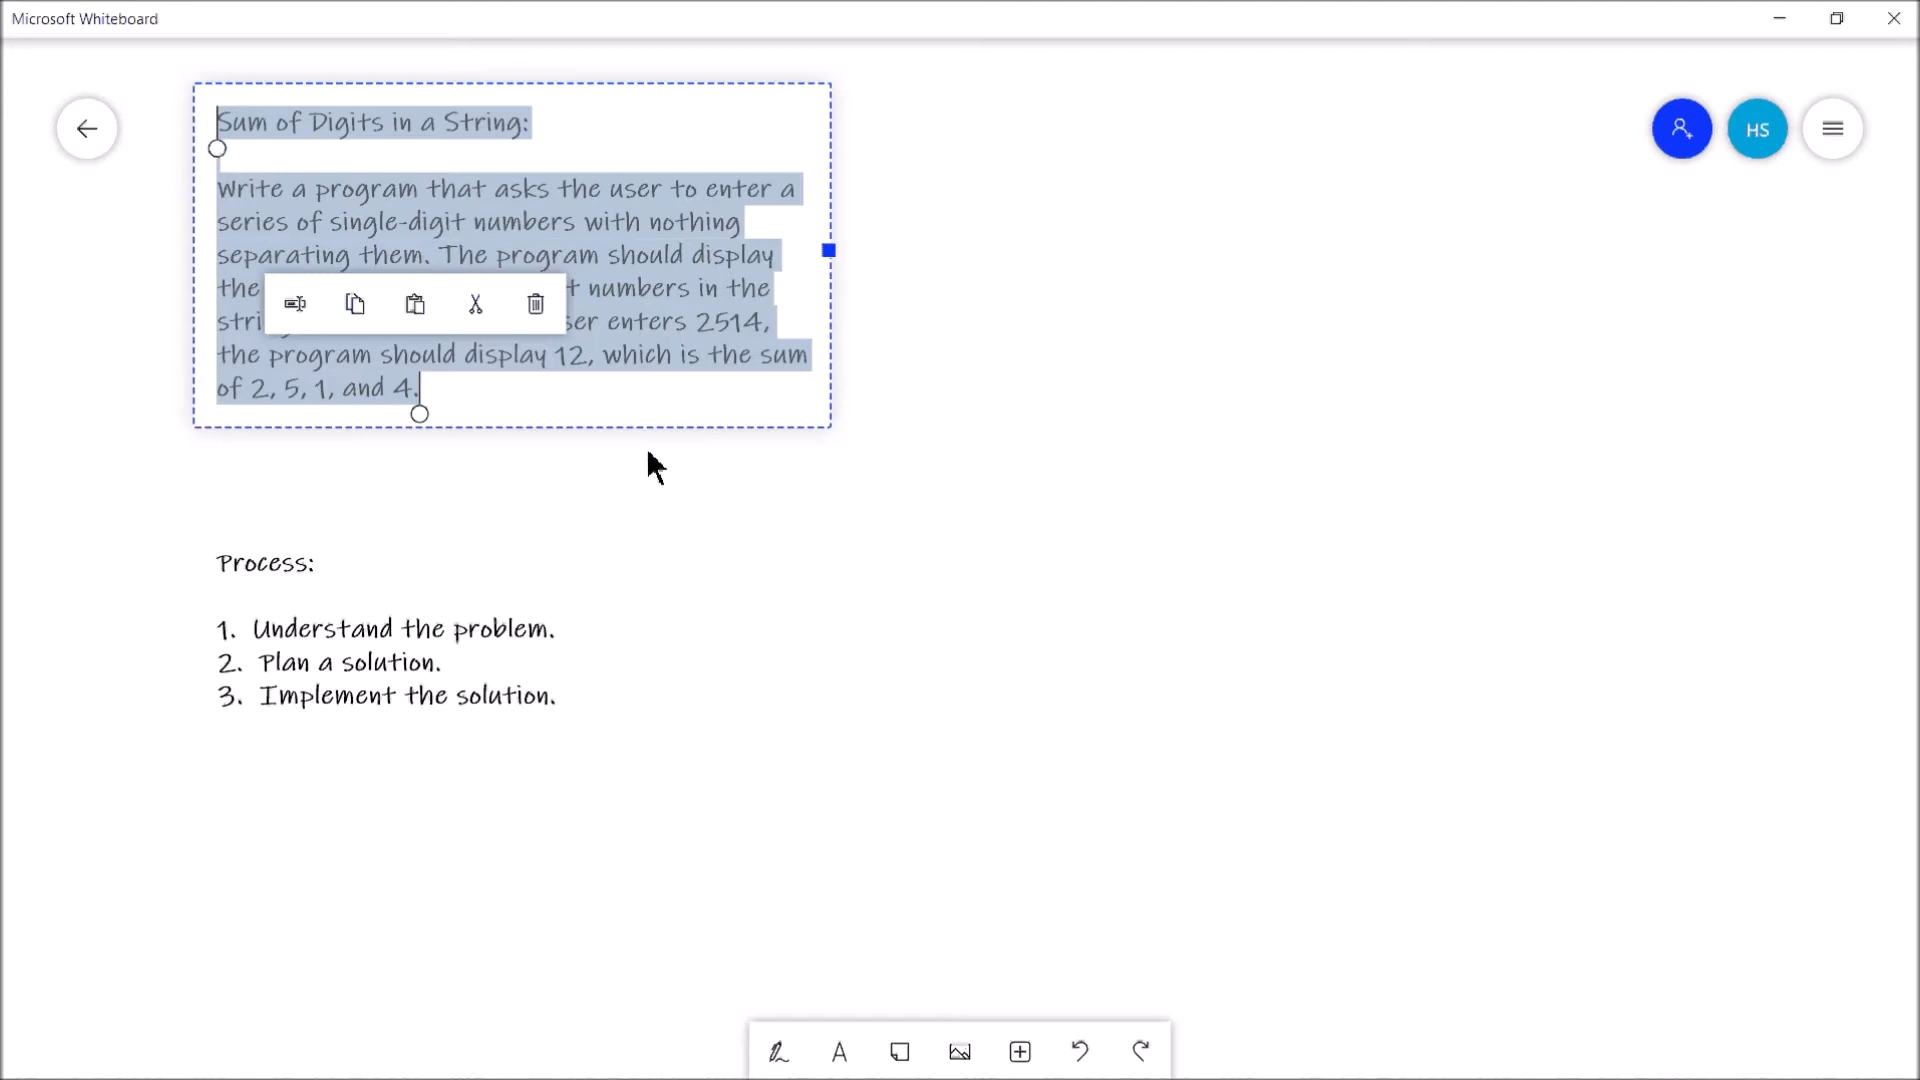 Microsoft Whiteboard
HS
Sum of Digits in a String:
Write a program that asks the user to enter a
series of single-digit numbers with nothing
separating them. The program should display
the t numbers in the
stri ser enters 2514,
the program should display 12, which is the sum
of 2, 5, 1, and 4.
Process:
1. Understand the problem.
2. Plan a solution.
3. Implement the solution.